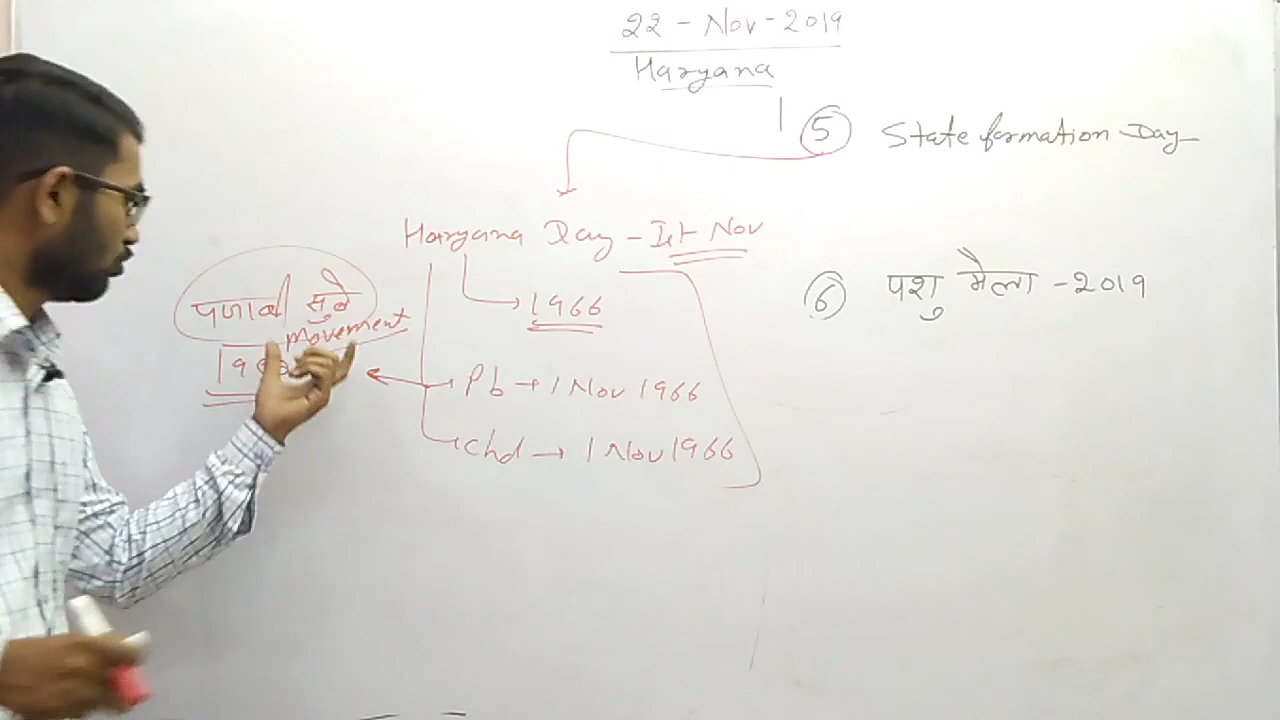 22 - Nov - 2019
Haryana
5 State formation Day
Haryana Day - Ist Nov
1966
पंजाबी सुबे
movement
Pb → 1 Nov 1966
Chd → 1 Nov 1966
6 पशु मैला - 2019